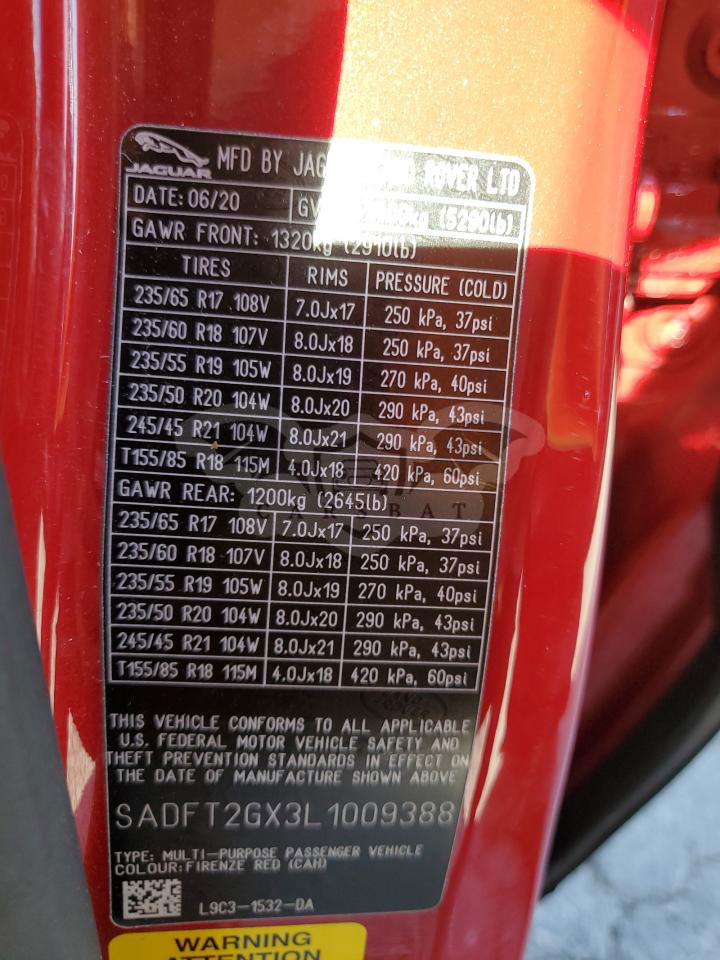 JAGUAR MFD BY ROVER LTD
DATE: 06/20 (5290lb)
GAWR FRONT: 1320kg (2910lb)
TIRES RIMS PRESSURE (COLD)
235/65 R17 108V 7.0Jx17 250 kPa, 37psi
235/60 R18 107V 8.0Jx18 250 kPa, 37psi
235/55 R19 105W 8.0Jx19 270 kPa, 40psi
235/50 R20 104W 8.0Jx20 290 kPa, 43psi
245/45 R21 104W 8.0Jx21 290 kPa, 43psi
T155/85 R18 115M 4.0Jx18 420 kPa, 60psi
GAWR REAR: 1200kg (2645lb)
235/65 R17 108V 7.0Jx17 250 kPa, 37psi
235/60 R18 107V 8.0Jx18 250 kPa, 37psi
235/55 R19 105W 8.0Jx19 270 kPa, 40psi
235/50 R20 104W 8.0Jx20 290 kPa, 43psi
245/45 R21 104W 8.0Jx21 290 kPa, 43psi
T155/85 R18 115M 4.0Jx18 420 kPa, 60psi
THIS VEHICLE CONFORMS TO ALL APPLICABLE
U.S. FEDERAL MOTOR VEHICLE SAFETY AND
THEFT PREVENTION STANDARDS IN EFFECT ON
THE DATE OF MANUFACTURE SHOWN ABOVE
SADFT2GX3L1009388
TYPE: MULTI-PURPOSE PASSENGER VEHICLE
COLOUR:FIRENZE RED (CAH)
L9C3-1532-DA
WARNING
ATTENTION